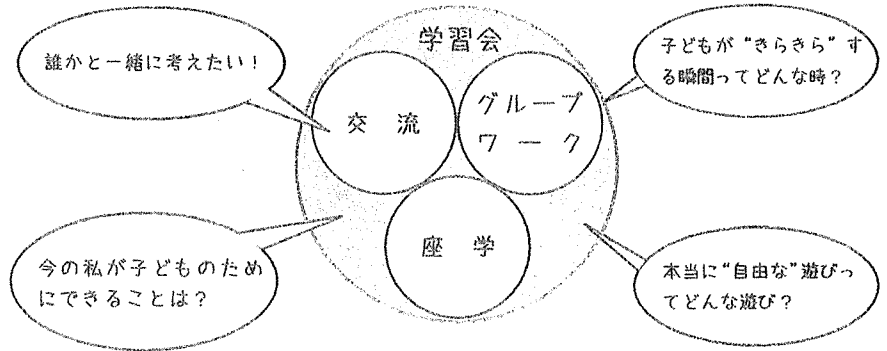 学習会
誰かと一緒に考えたい！
子どもが“きらきら”す
る瞬間ってどんな時？
交　流
グループ
ワ　ー　ク
座　学
今の私が子どものため
にできることは？
本当に“自由な”遊びっ
てどんな遊び？